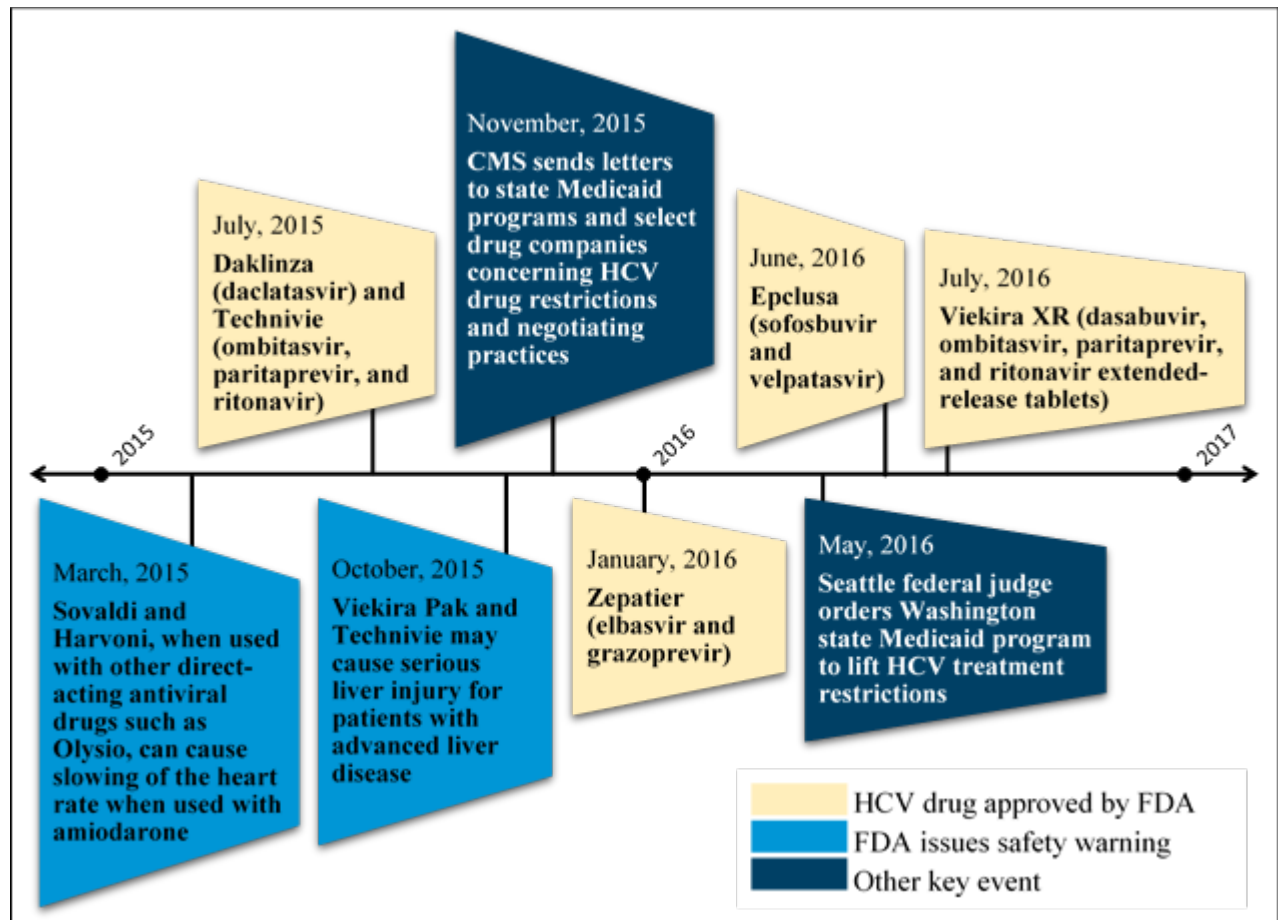 November, 2015
CMS sends letters
to state Medicaid
programs and select
drug companies
concerning HCV
drug restrictions
and negotiating
practices
July, 2015
Daklinza
(daclatasvir) and
Technivie
(ombitasvir,
paritaprevir, and
ritonavir)
June, 2016
Epclusa
(sofosbuvir
and
velpatasvir)
July, 2016
Viekira XR (dasabuvir,
ombitasvir, paritaprevir,
and ritonavir extended-
release tablets)
2015
2016
2017
March, 2015
Sovaldi and
Harvoni, when used
with other direct-
acting antiviral
drugs such as
Olysio, can cause
slowing of the heart
rate when used with
amiodarone
October, 2015
Viekira Pak and
Technivie may
cause serious
liver injury for
patients with
advanced liver
disease
January, 2016
Zepatier
(elbasvir and
grazoprevir)
May, 2016
Seattle federal judge
orders Washington
state Medicaid program
to lift HCV treatment
restrictions
HCV drug approved by FDA
FDA issues safety warning
Other key event